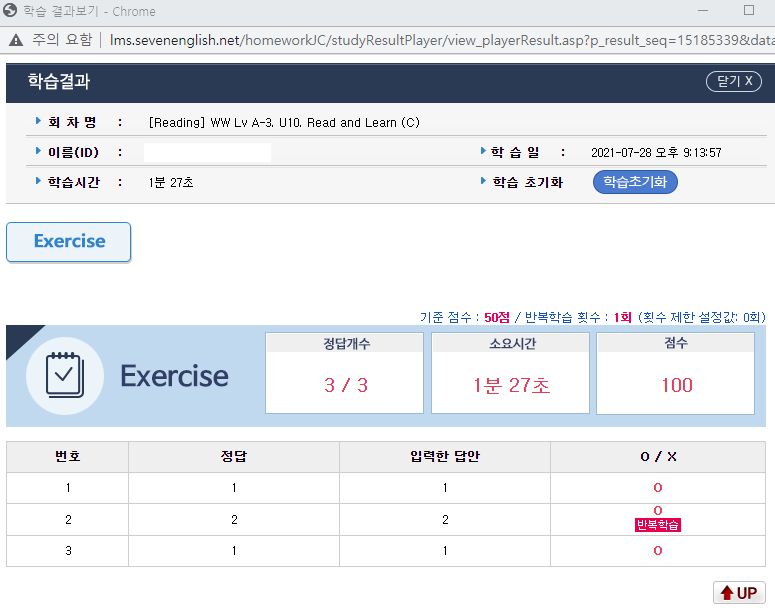 학습 결과보기 - Chrome
주의 요함 | lms.sevenenglish.net/homeworkJC/studyResultPlayer/view_playerResult.asp?p_result_seq=15185339&data
학습결과 닫기 X
회 차 명 : [Reading] WW Lv A-3. U10. Read and Learn (C)
이름(ID) : 학 습 일 : 2021-07-28 오후 9:13:57
학습시간 : 1분 27초 학습 초기화 학습초기화
Exercise
기준 점수 : 50점 / 반복학습 횟수 : 1회 (횟수 제한 설정값: 0회)
Exercise
정답개수 소요시간 점수
3 / 3 1분 27초 100
번호 정답 입력한 답안 O / X
1 1 1 O
2 2 2 O
반복학습
3 1 1 O
UP